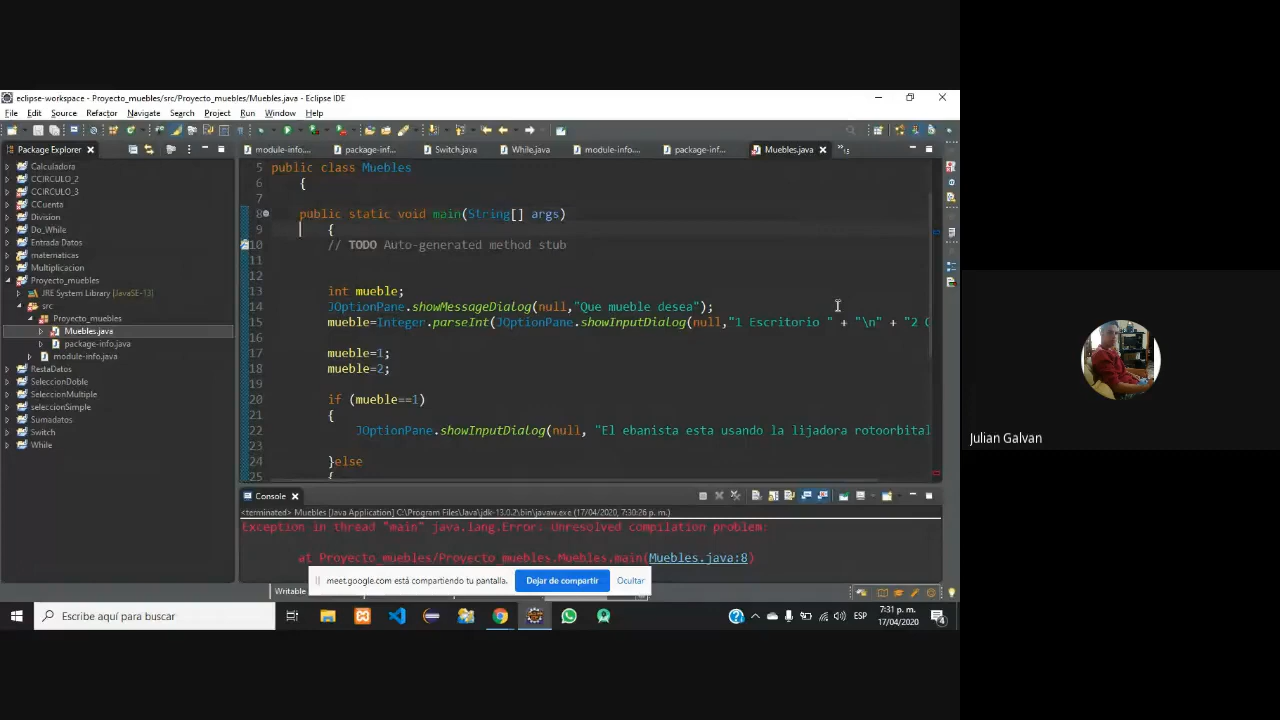 eclipse-workspace - Proyecto_muebles/src/Proyecto_muebles/Muebles.java - Eclipse IDE
File Edit Source Refactor Navigate Search Project Run Window Help
Package Explorer
module-info....
package-inf...
Switch.java
While.java
module-info....
package-inf...
Muebles.java
Calculadora
CCIRCULO_2
CCIRCULO_3
CCuenta
Division
Do_While
Entrada Datos
matematicas
Multiplicacion
Proyecto_muebles
JRE System Library [JavaSE-13]
src
Proyecto_muebles
Muebles.java
package-info.java
module-info.java
RestaDatos
SeleccionDoble
SeleccionMultiple
seleccionSimple
Sumadatos
Switch
While
5 public class Muebles
6 {
7
8 public static void main(String[] args)
9 {
10 // TODO Auto-generated method stub
11
12
13 int mueble;
14 JOptionPane.showMessageDialog(null,"Que mueble desea");
15 mueble=Integer.parseInt(JOptionPane.showInputDialog(null,"1 Escritorio " + "\n" + "2
16
17 mueble=1;
18 mueble=2;
19
20 if (mueble==1)
21 {
22 JOptionPane.showInputDialog(null, "El ebanista esta usando la lijadora rotoorbital
23
24 }else
25 {
Console
<terminated> Muebles [Java Application] C:\Program Files\Java\jdk-13.0.2\bin\javaw.exe (17/04/2020, 7:30:26 p. m.)
Exception in thread "main" java.lang.Error: Unresolved compilation problem:
at Proyecto_muebles/Proyecto_muebles.Muebles.main(Muebles.java:8)
meet.google.com está compartiendo tu pantalla. Dejar de compartir Ocultar
Writable
Escribe aquí para buscar
ESP
7:31 p. m.
17/04/2020
4
Julian Galvan